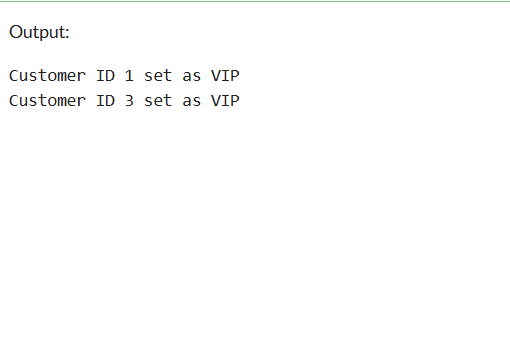 Output:
Customer ID 1 set as VIP
Customer ID 3 set as VIP